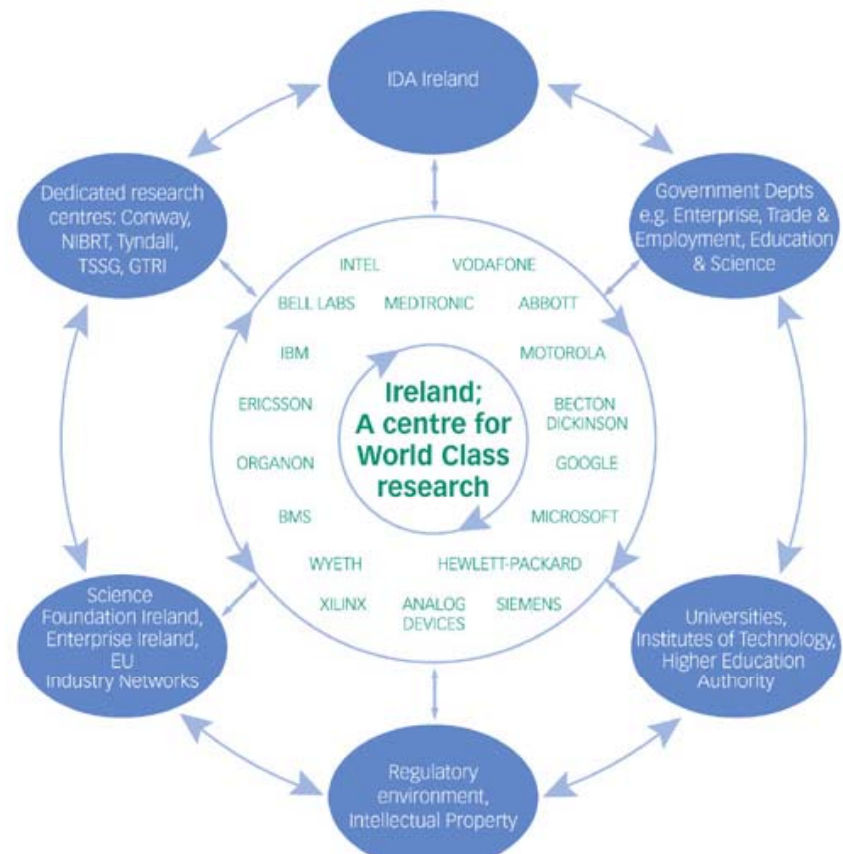 IDA Ireland
Dedicated research
centres: Conway,
NIBRT, Tyndall,
TSSG, GTRI
Government Depts
e.g. Enterprise, Trade &
Employment, Education
& Science
INTEL
VODAFONE
BELL LABS
MEDTRONIC
ABBOTT
IBM
MOTOROLA
Ireland;
A centre for
World Class
research
ERICSSON
BECTON
DICKINSON
ORGANON
GOOGLE
BMS
MICROSOFT
WYETH
HEWLETT-PACKARD
XILINX
ANALOG
DEVICES
SIEMENS
Science
Foundation Ireland,
Enterprise Ireland,
EU
Industry Networks
Universities,
Institutes of Technology,
Higher Education
Authority
Regulatory
environment,
Intellectual Property